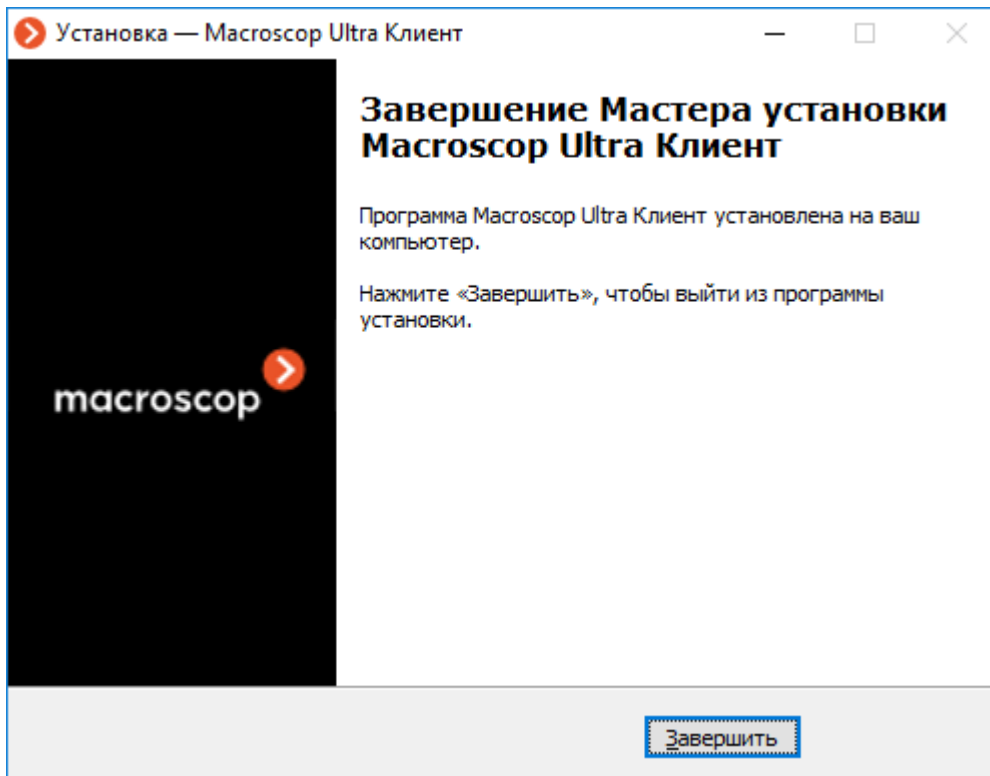 Установка — Macroscop Ultra Клиент
Завершение Мастера установки
Macroscop Ultra Клиент
Программа Macroscop Ultra Клиент установлена на ваш
компьютер.
Нажмите «Завершить», чтобы выйти из программы
установки.
macroscop
Завершить